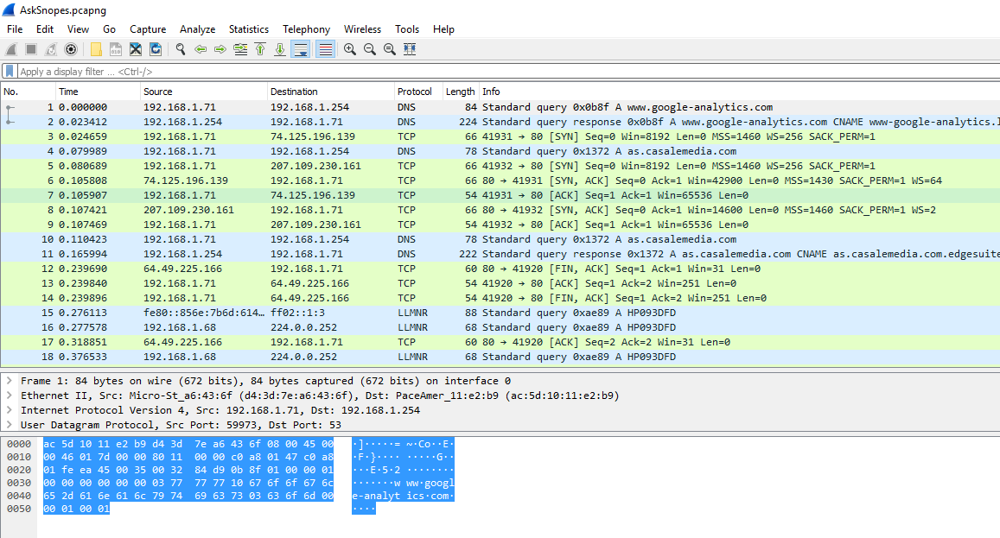 AskSnopes.pcapng
File Edit View Go Capture Analyze Statistics Telephony Wireless Tools Help
Apply a display filter ... <Ctrl-/>
No. Time Source Destination Protocol Length Info
1 0.000000 192.168.1.71 192.168.1.254 DNS 84 Standard query 0x0b8f A www.google-analytics.com
2 0.023412 192.168.1.254 192.168.1.71 DNS 224 Standard query response 0x0b8f A www.google-analytics.com CNAME www-google-analytics.l
3 0.024659 192.168.1.71 74.125.196.139 TCP 66 41931 → 80 [SYN] Seq=0 Win=8192 Len=0 MSS=1460 WS=256 SACK_PERM=1
4 0.079989 192.168.1.71 192.168.1.254 DNS 78 Standard query 0x1372 A as.casalemedia.com
5 0.080689 192.168.1.71 207.109.230.161 TCP 66 41932 → 80 [SYN] Seq=0 Win=8192 Len=0 MSS=1460 WS=256 SACK_PERM=1
6 0.105808 74.125.196.139 192.168.1.71 TCP 66 80 → 41931 [SYN, ACK] Seq=0 Ack=1 Win=42900 Len=0 MSS=1430 SACK_PERM=1 WS=64
7 0.105907 192.168.1.71 74.125.196.139 TCP 54 41931 → 80 [ACK] Seq=1 Ack=1 Win=65536 Len=0
8 0.107421 207.109.230.161 192.168.1.71 TCP 66 80 → 41932 [SYN, ACK] Seq=0 Ack=1 Win=14600 Len=0 MSS=1460 SACK_PERM=1 WS=2
9 0.107469 192.168.1.71 207.109.230.161 TCP 54 41932 → 80 [ACK] Seq=1 Ack=1 Win=65536 Len=0
10 0.110423 192.168.1.71 192.168.1.254 DNS 78 Standard query 0x1372 A as.casalemedia.com
11 0.165994 192.168.1.254 192.168.1.71 DNS 222 Standard query response 0x1372 A as.casalemedia.com CNAME as.casalemedia.com.edgesuite
12 0.239690 64.49.225.166 192.168.1.71 TCP 60 80 → 41920 [FIN, ACK] Seq=1 Ack=1 Win=31 Len=0
13 0.239840 192.168.1.71 64.49.225.166 TCP 54 41920 → 80 [ACK] Seq=1 Ack=2 Win=251 Len=0
14 0.239896 192.168.1.71 64.49.225.166 TCP 54 41920 → 80 [FIN, ACK] Seq=1 Ack=2 Win=251 Len=0
15 0.276113 fe80::856e:7b6d:614… ff02::1:3 LLMNR 88 Standard query 0xae89 A HP093DFD
16 0.277578 192.168.1.68 224.0.0.252 LLMNR 68 Standard query 0xae89 A HP093DFD
17 0.318851 64.49.225.166 192.168.1.71 TCP 60 80 → 41920 [ACK] Seq=2 Ack=2 Win=31 Len=0
18 0.376533 192.168.1.68 224.0.0.252 LLMNR 68 Standard query 0xae89 A HP093DFD
Frame 1: 84 bytes on wire (672 bits), 84 bytes captured (672 bits) on interface 0
Ethernet II, Src: Micro-St_a6:43:6f (d4:3d:7e:a6:43:6f), Dst: PaceAmer_11:e2:b9 (ac:5d:10:11:e2:b9)
Internet Protocol Version 4, Src: 192.168.1.71, Dst: 192.168.1.254
User Datagram Protocol, Src Port: 59973, Dst Port: 53
0000 ac 5d 10 11 e2 b9 d4 3d 7e a6 43 6f 08 00 45 00 ·]·····= ~·Co··E·
0010 00 46 01 7d 00 00 80 11 00 00 c0 a8 01 47 c0 a8 ·F·}···· ·····G··
0020 01 fe ea 45 00 35 00 32 84 d9 0b 8f 01 00 00 01 ···E·5·2 ········
0030 00 00 00 00 00 00 03 77 77 77 10 67 6f 6f 67 6c ·······w ww·googl
0040 65 2d 61 6e 61 6c 79 74 69 63 73 03 63 6f 6d 00 e-analyt ics·com·
0050 00 01 00 01 ····